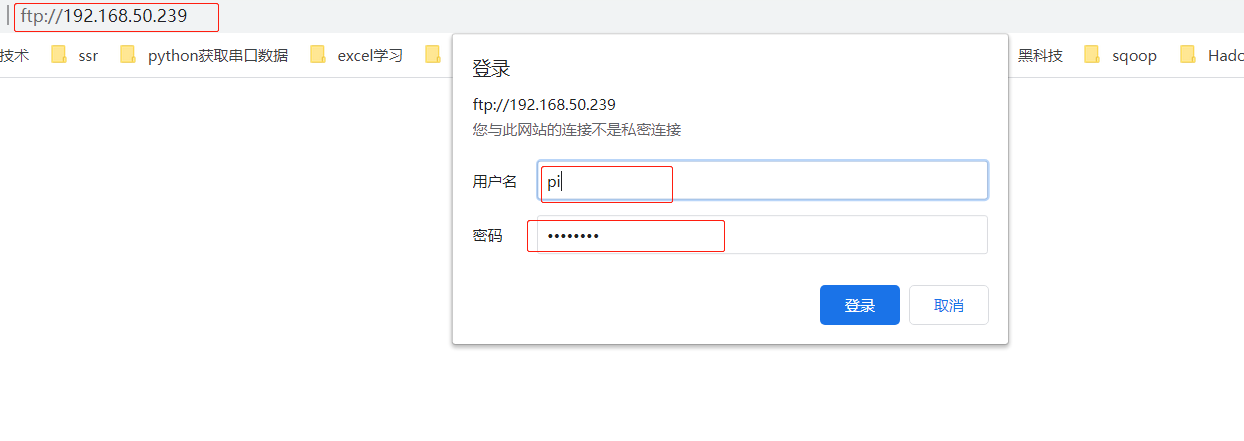 ftp://192.168.50.239
技术 ssr python获取串口数据 excel学习 黑科技 sqoop Hado
登录
ftp://192.168.50.239
您与此网站的连接不是私密连接
用户名 pi
密码 ••••••••
登录 取消